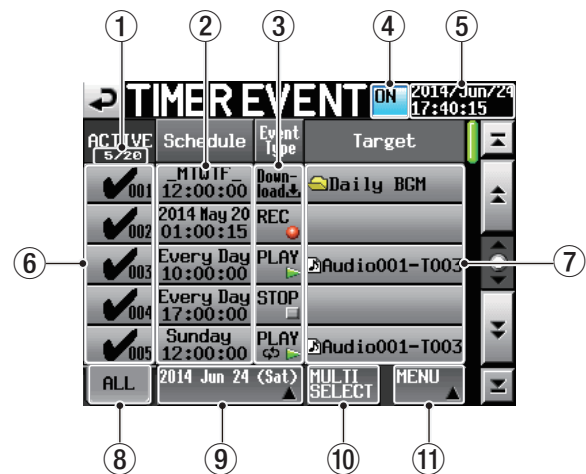 ① ② ③ ④ ⑤
TIMER EVENT ON 2014/Jun/24
17:40:15
ACTIVE Schedule Event Type Target
5/20
001 _MTWTF_ 12:00:00 Down-load Daily BGM
002 2014 May 20 01:00:15 REC
⑥ 003 Every Day 10:00:00 PLAY Audio001-T003 ⑦
004 Every Day 17:00:00 STOP
005 Sunday 12:00:00 PLAY Audio001-T003
ALL 2014 Jun 24 (Sat) MULTI SELECT MENU
⑧ ⑨ ⑩ ⑪